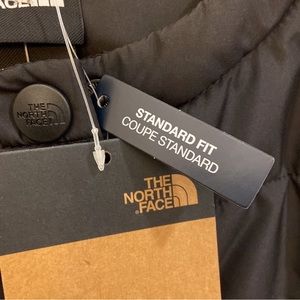 FACE
THE
NORTH
FACE
STANDARD FIT
COUPE STANDARD
THE
NORTH
FACE